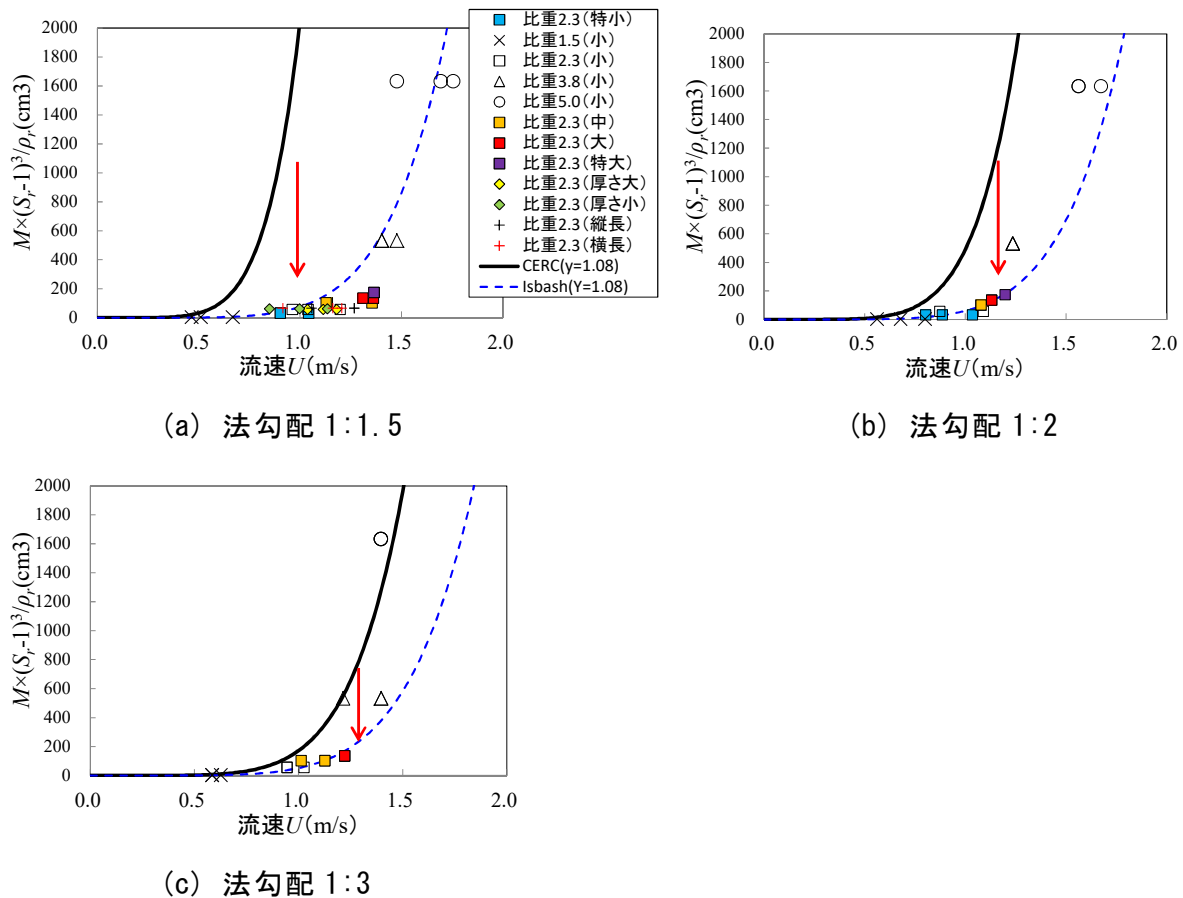 M×(Sr-1)^3/ρr(cm3)
2000
1800
1600
1400
1200
1000
800
600
400
200
0
0.0 0.5 1.0 1.5 2.0
流速U(m/s)
比重2.3(特小)
比重1.5(小)
比重2.3(小)
比重3.8(小)
比重5.0(小)
比重2.3(中)
比重2.3(大)
比重2.3(特大)
比重2.3(厚さ大)
比重2.3(厚さ小)
比重2.3(縦長)
比重2.3(横長)
CERC(y=1.08)
Isbash(Y=1.08)
(a) 法勾配 1:1.5
M×(Sr-1)^3/ρr(cm3)
2000
1800
1600
1400
1200
1000
800
600
400
200
0
0.0 0.5 1.0 1.5 2.0
流速U(m/s)
(b) 法勾配 1:2
M×(Sr-1)^3/ρr(cm3)
2000
1800
1600
1400
1200
1000
800
600
400
200
0
0.0 0.5 1.0 1.5 2.0
流速U(m/s)
(c) 法勾配 1:3